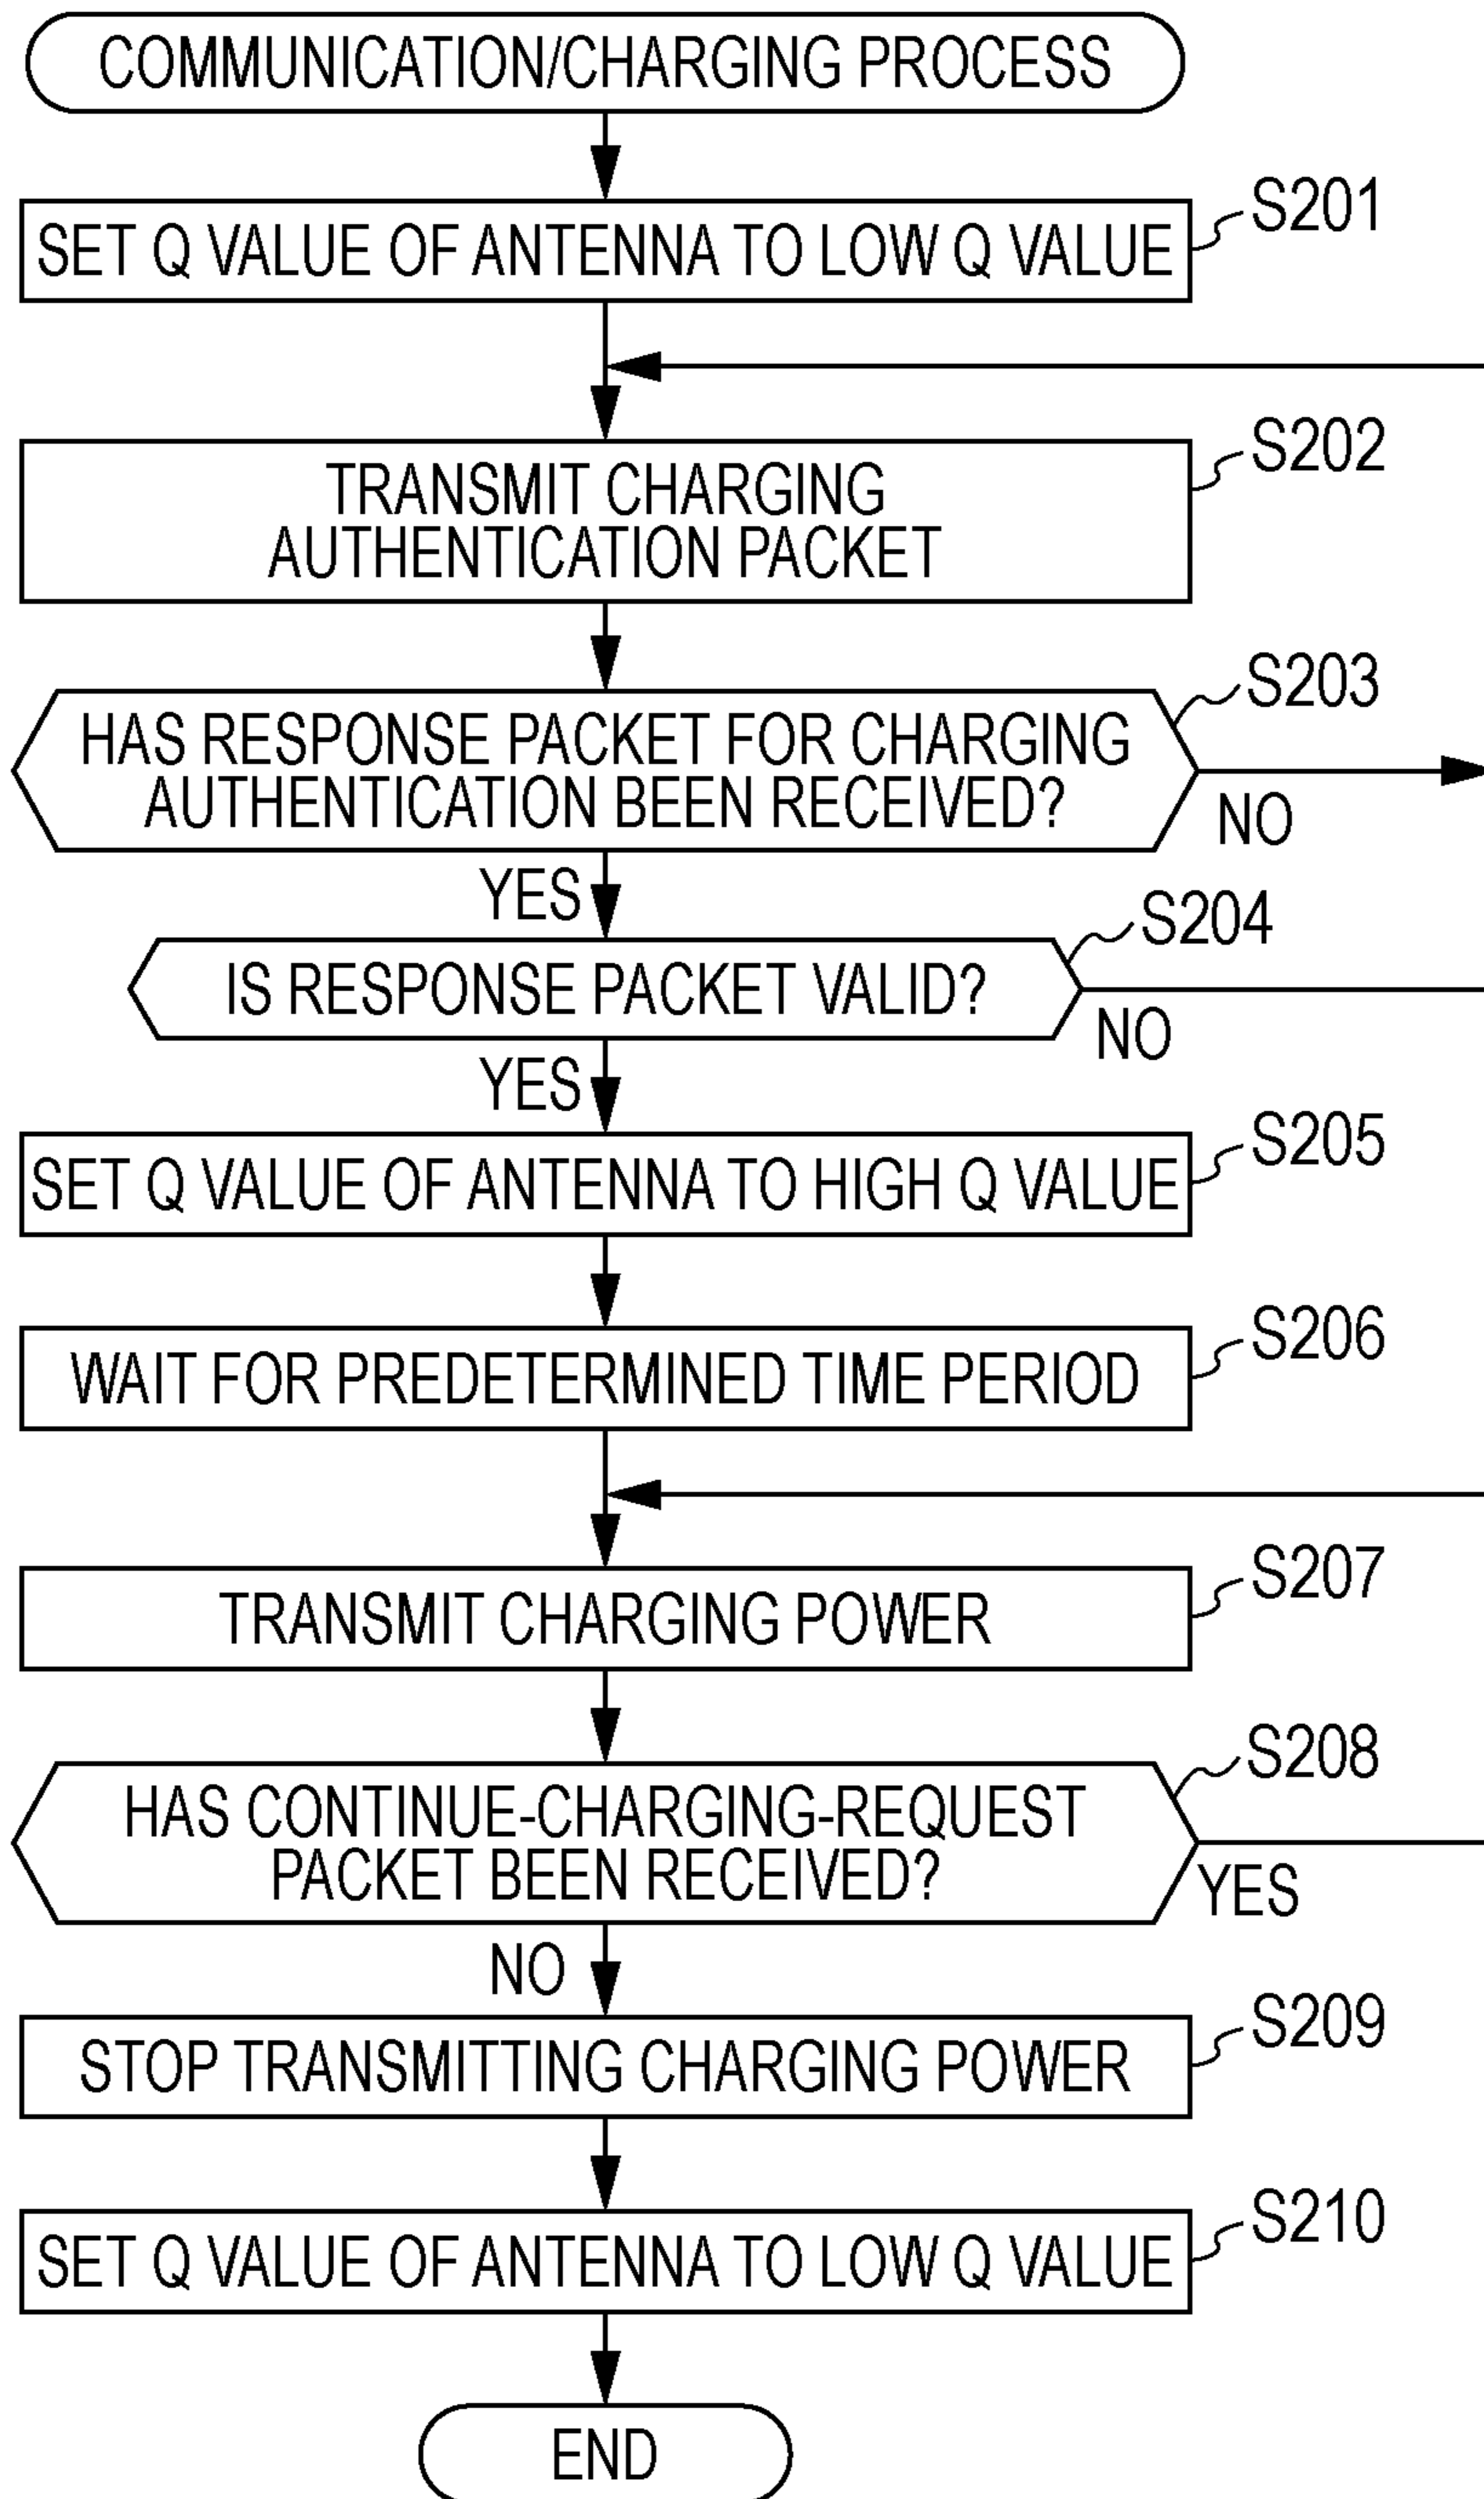 COMMUNICATION/CHARGING PROCESS
S201
SET Q VALUE OF ANTENNA TO LOW Q VALUE
S202
TRANSMIT CHARGING
AUTHENTICATION PACKET
S203
HAS RESPONSE PACKET FOR CHARGING
AUTHENTICATION BEEN RECEIVED?
NO
YES
S204
IS RESPONSE PACKET VALID?
NO
YES
S205
SET Q VALUE OF ANTENNA TO HIGH Q VALUE
S206
WAIT FOR PREDETERMINED TIME PERIOD
S207
TRANSMIT CHARGING POWER
S208
HAS CONTINUE-CHARGING-REQUEST
PACKET BEEN RECEIVED?
YES
NO
S209
STOP TRANSMITTING CHARGING POWER
S210
SET Q VALUE OF ANTENNA TO LOW Q VALUE
END